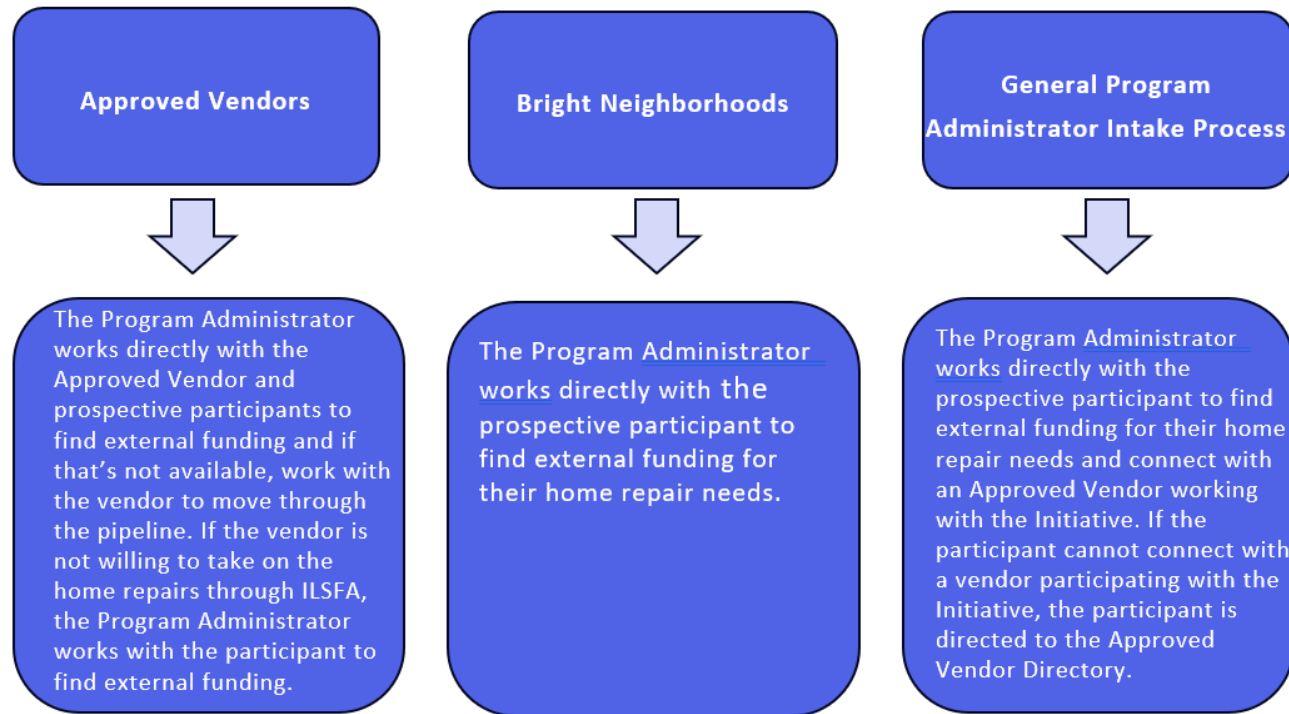 Approved Vendors
Bright Neighborhoods
General Program
Administrator Intake Process
The Program Administrator
works directly with the
Approved Vendor and
prospective participants to
find external funding and if
that’s not available, work with
the vendor to move through
the pipeline. If the vendor is
not willing to take on the
home repairs through ILSFA,
the Program Administrator
works with the participant to
find external funding.
The Program Administrator
works directly with the
prospective participant to
find external funding for
their home repair needs.
The Program Administrator
works directly with the
prospective participant to find
external funding for their home
repair needs and connect with
an Approved Vendor working
with the Initiative. If the
participant cannot connect with
a vendor participating with the
Initiative, the participant is
directed to the Approved
Vendor Directory.